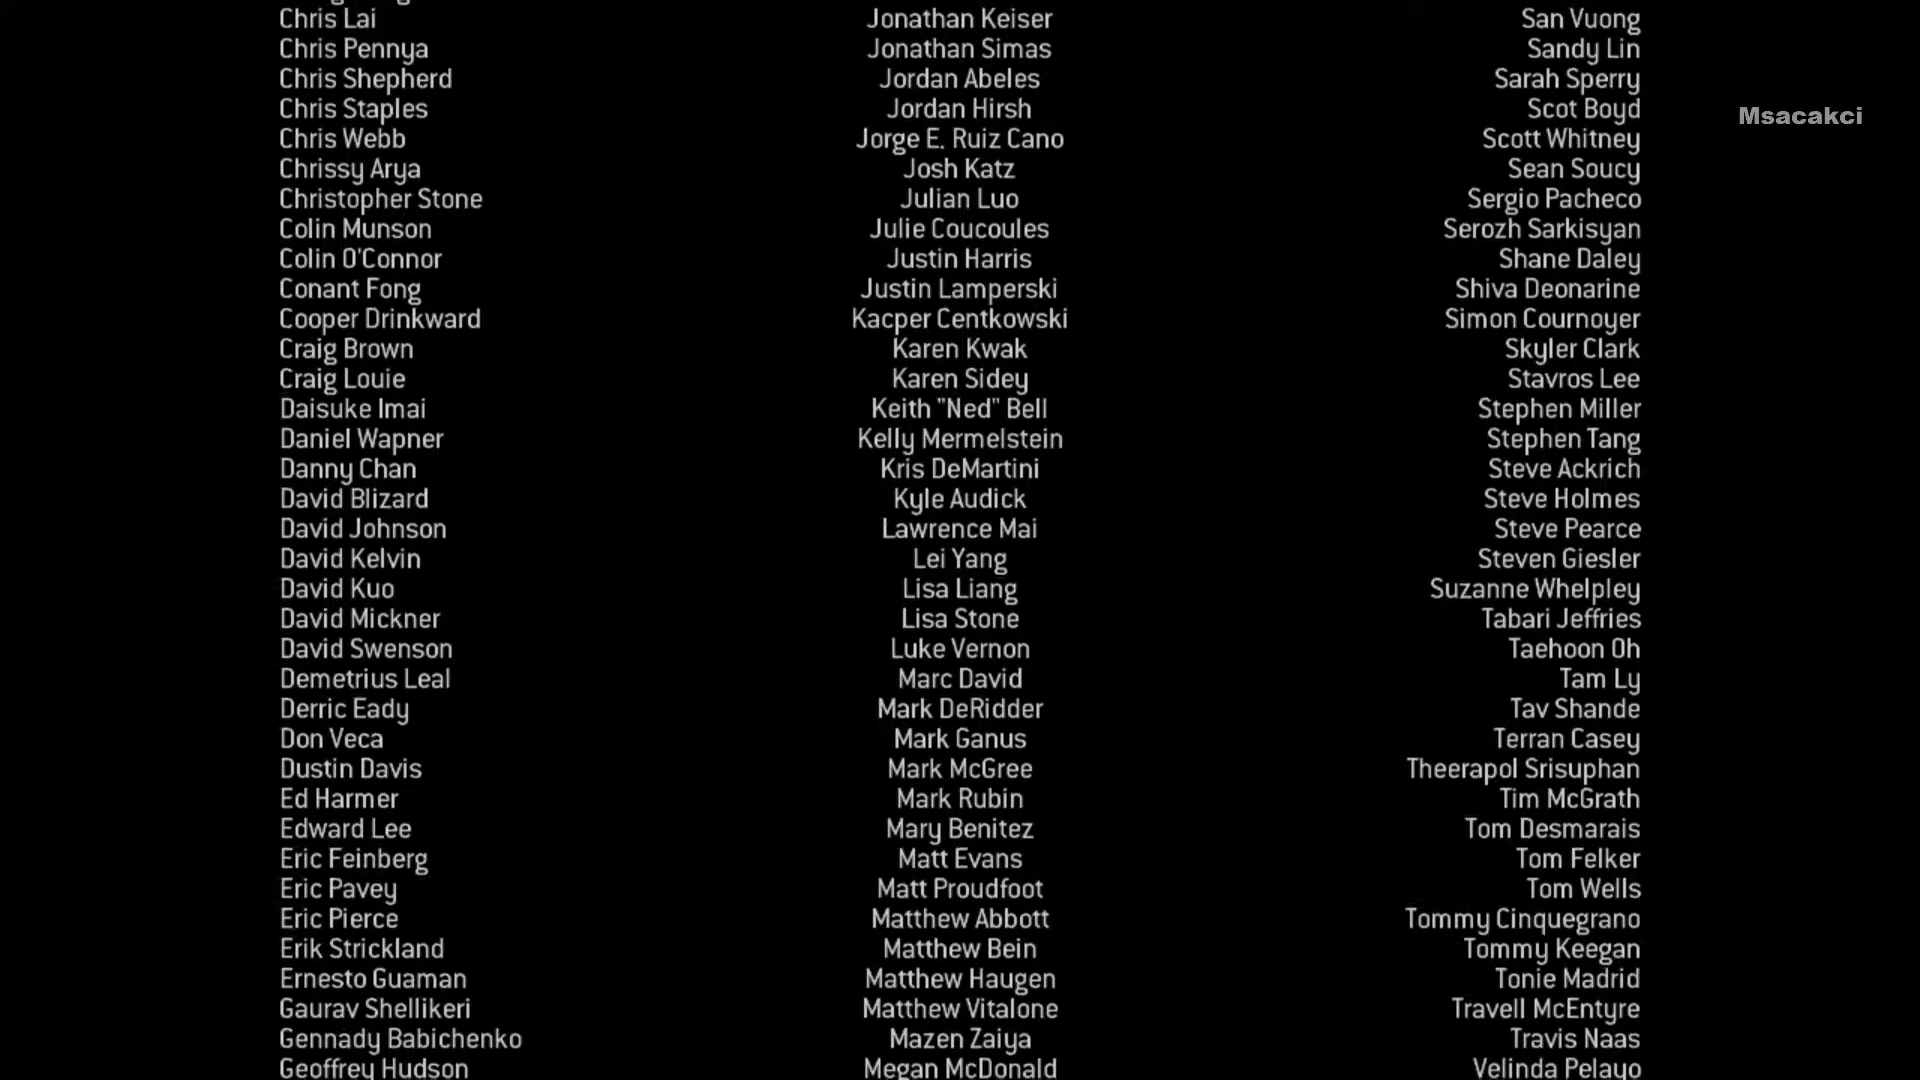 Chris Lai
Chris Pennya
Chris Shepherd
Chris Staples
Chris Webb
Chrissy Arya
Christopher Stone
Colin Munson
Colin O'Connor
Conant Fong
Cooper Drinkward
Craig Brown
Craig Louie
Daisuke Imai
Daniel Wapner
Danny Chan
David Blizard
David Johnson
David Kelvin
David Kuo
David Mickner
David Swenson
Demetrius Leal
Derric Eady
Don Veca
Dustin Davis
Ed Harmer
Edward Lee
Eric Feinberg
Eric Pavey
Eric Pierce
Erik Strickland
Ernesto Guaman
Gaurav Shellikeri
Gennady Babichenko
Geoffrey Hudson
Jonathan Keiser
Jonathan Simas
Jordan Abeles
Jordan Hirsh
Jorge E. Ruiz Cano
Josh Katz
Julian Luo
Julie Coucoules
Justin Harris
Justin Lamperski
Kacper Centkowski
Karen Kwak
Karen Sidey
Keith "Ned" Bell
Kelly Mermelstein
Kris DeMartini
Kyle Audick
Lawrence Mai
Lei Yang
Lisa Liang
Lisa Stone
Luke Vernon
Marc David
Mark DeRidder
Mark Ganus
Mark McGree
Mark Rubin
Mary Benitez
Matt Evans
Matt Proudfoot
Matthew Abbott
Matthew Bein
Matthew Haugen
Matthew Vitalone
Mazen Zaiya
Megan McDonald
San Vuong
Sandy Lin
Sarah Sperry
Scot Boyd
Scott Whitney
Sean Soucy
Sergio Pacheco
Serozh Sarkisyan
Shane Daley
Shiva Deonarine
Simon Cournoyer
Skyler Clark
Stavros Lee
Stephen Miller
Stephen Tang
Steve Ackrich
Steve Holmes
Steve Pearce
Steven Giesler
Suzanne Whelpley
Tabari Jeffries
Taehoon Oh
Tam Ly
Tav Shande
Terran Casey
Theerapol Srisuphan
Tim McGrath
Tom Desmarais
Tom Felker
Tom Wells
Tommy Cinquegrano
Tommy Keegan
Tonie Madrid
Travell McEntyre
Travis Naas
Velinda Pelayo
Msacakci